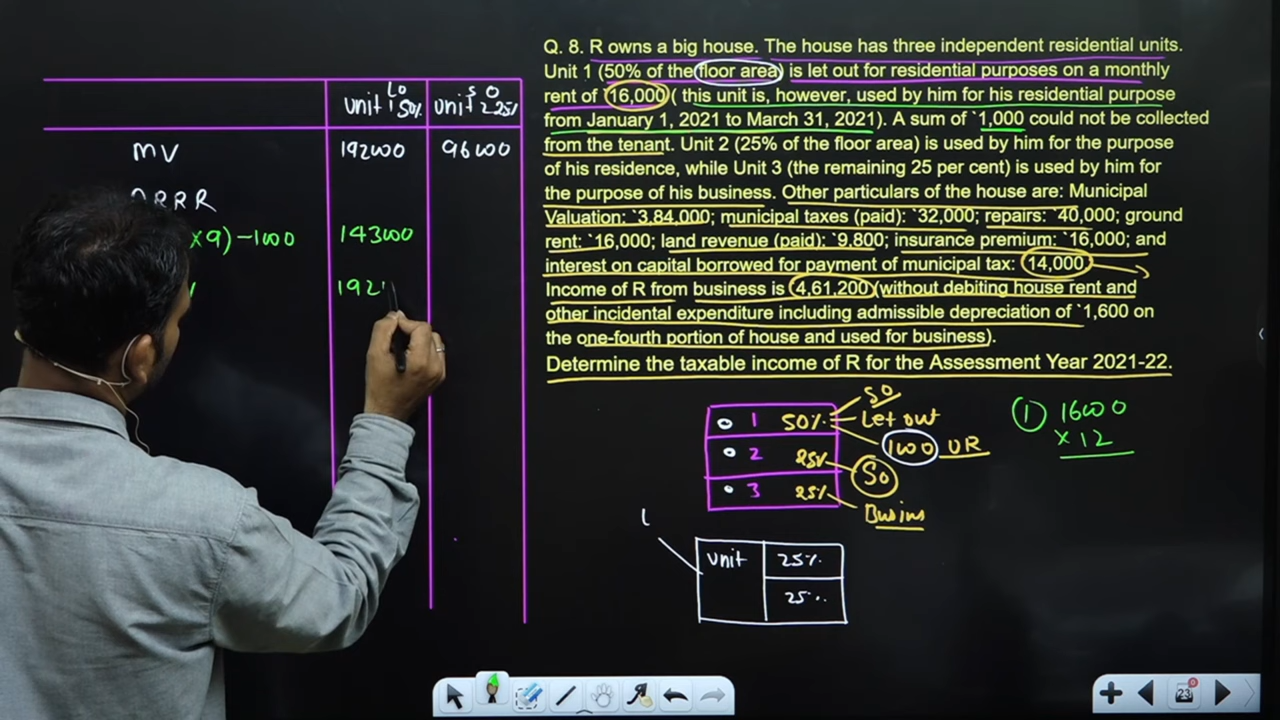 LO
Unit 1 50%
S O
Unit 2 25%
MV
192000
96000
RRR
x 9) -1000
143000
192
Q. 8. R owns a big house. The house has three independent residential units.
Unit 1 (50% of the floor area) is let out for residential purposes on a monthly
rent of `16,000 ( this unit is, however, used by him for his residential purpose
from January 1, 2021 to March 31, 2021). A sum of `1,000 could not be collected
from the tenant. Unit 2 (25% of the floor area) is used by him for the purpose
of his residence, while Unit 3 (the remaining 25 per cent) is used by him for
the purpose of his business. Other particulars of the house are: Municipal
Valuation: `3,84,000; municipal taxes (paid): `32,000; repairs: `40,000; ground
rent: `16,000; land revenue (paid): `9,800; insurance premium: `16,000; and
interest on capital borrowed for payment of municipal tax: `14,000
Income of R from business is `4,61,200 (without debiting house rent and
other incidental expenditure including admissible depreciation of `1,600 on
the one-fourth portion of house and used for business).
Determine the taxable income of R for the Assessment Year 2021-22.
SO
1 50%
Let out
1000 UR
2 25%
SO
3 25%
Busins
1 16000
x 12
Unit
25%
25%
23